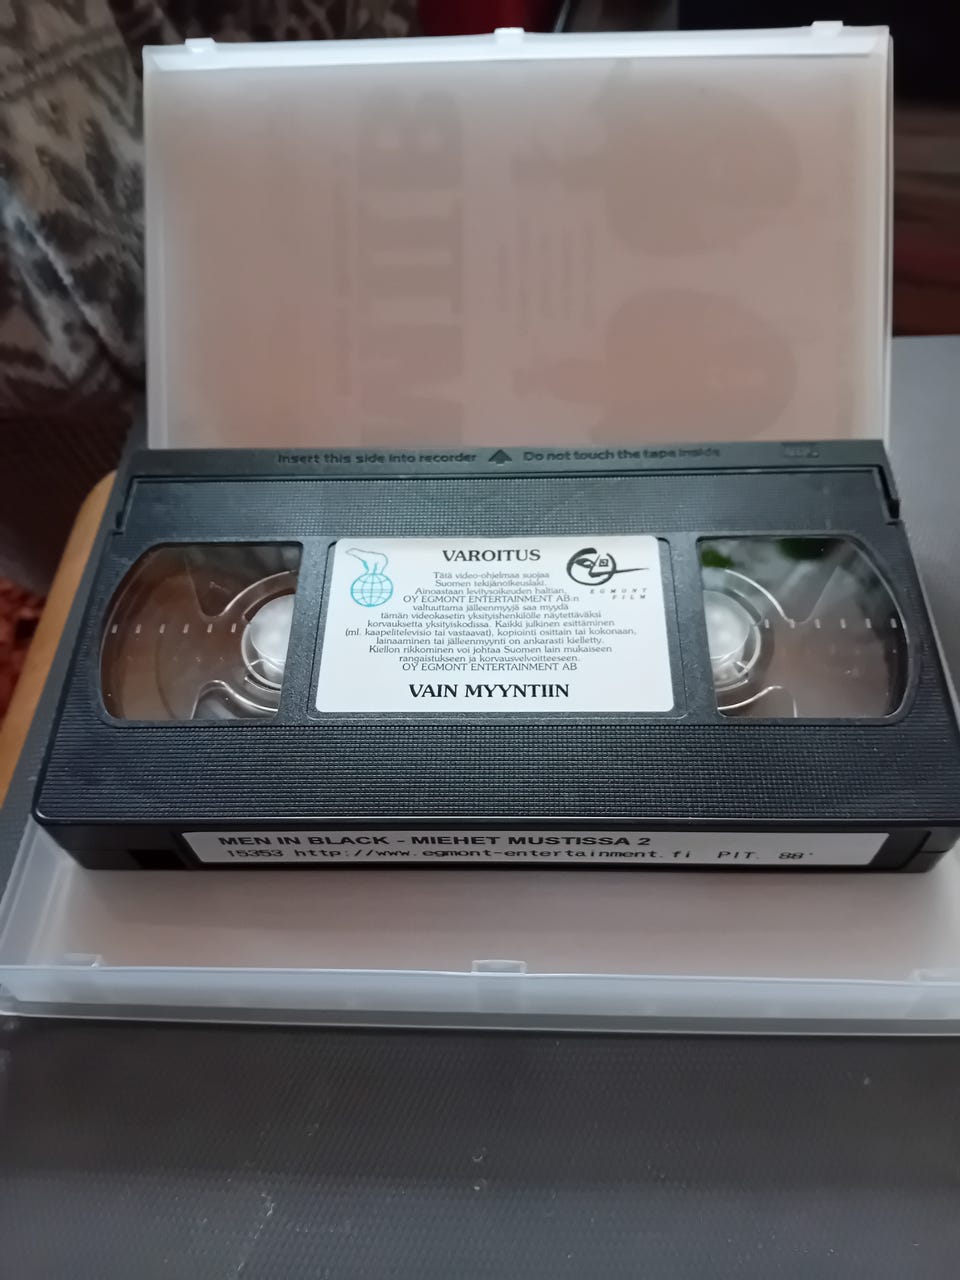 Insert this side into recorder Do not touch the tape inside
VAROITUS
Tätä video-ohjelmaa suojaa
Suomen tekijänoikeuslaki.
Ainoastaan levitysoikeuden haltian,
OY EGMONT ENTERTAINMENT AB:n
valtuuttama jälleenmyyjä saa myydä
tämän videokasetin yksityishenkilölle näytettäväksi
korvauksetta yksityiskodissa. Kaikki julkinen esittäminen
(ml. kaapelitelevisio tai vastaavat), kopiointi osittain tai kokonaan,
lainaaminen tai jälleenmyynti on ankarasti kielletty.
Kiellon rikkominen voi johtaa Suomen lain mukaiseen
rangaistukseen ja korvausvelvoitteeseen.
OY EGMONT ENTERTAINMENT AB
VAIN MYYNTIIN
EGMONT
FILM
MEN IN BLACK - MIEHET MUSTISSA 2
15353 http://www.egmont-entertainment.fi PIT. 88'